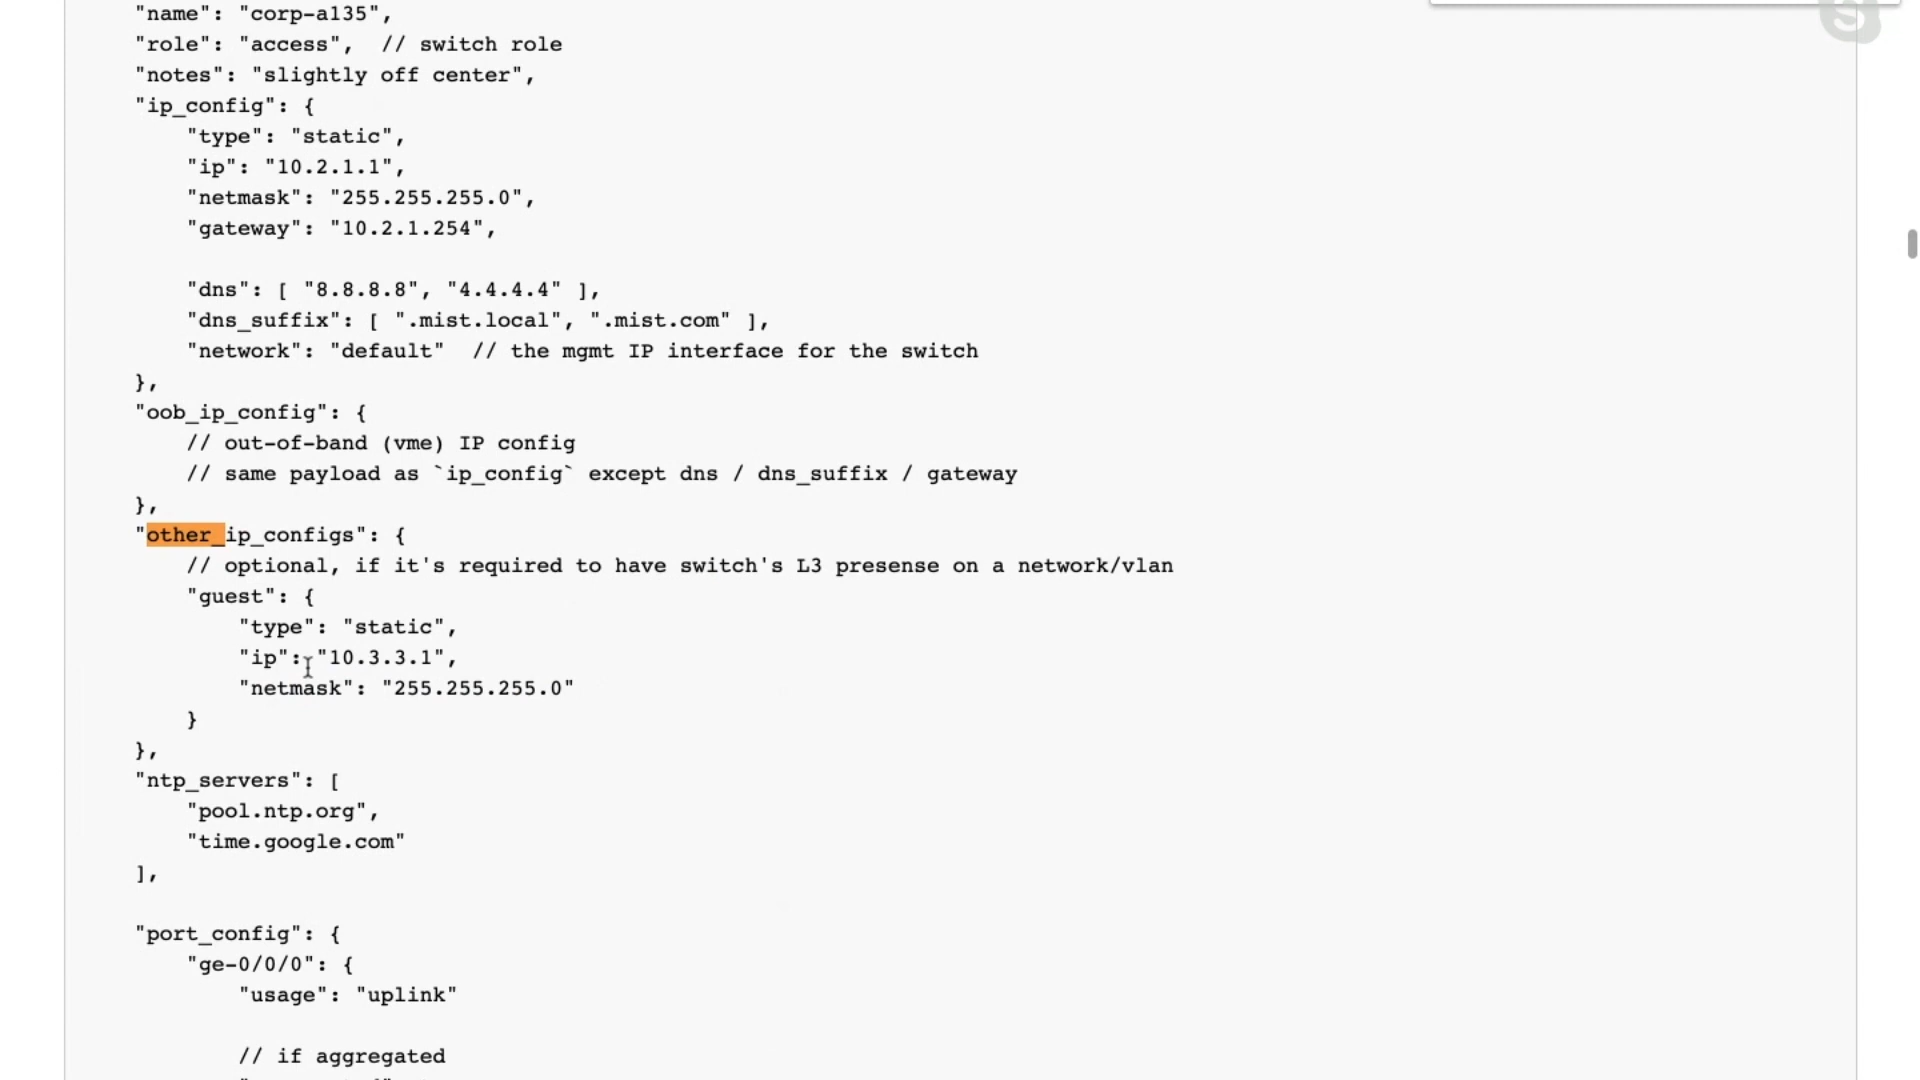 "name": "corp-a135",
"role": "access",  // switch role
"notes": "slightly off center",
"ip_config": {
    "type": "static",
    "ip": "10.2.1.1",
    "netmask": "255.255.255.0",
    "gateway": "10.2.1.254",

    "dns": [ "8.8.8.8", "4.4.4.4" ],
    "dns_suffix": [ ".mist.local", ".mist.com" ],
    "network": "default"  // the mgmt IP interface for the switch
},
"oob_ip_config": {
    // out-of-band (vme) IP config
    // same payload as `ip_config` except dns / dns_suffix / gateway
},
"other_ip_configs": {
    // optional, if it's required to have switch's L3 presense on a network/vlan
    "guest": {
        "type": "static",
        "ip": "10.3.3.1",
        "netmask": "255.255.255.0"
    }
},
"ntp_servers": [
    "pool.ntp.org",
    "time.google.com"
],

"port_config": {
    "ge-0/0/0": {
        "usage": "uplink"

        // if aggregated